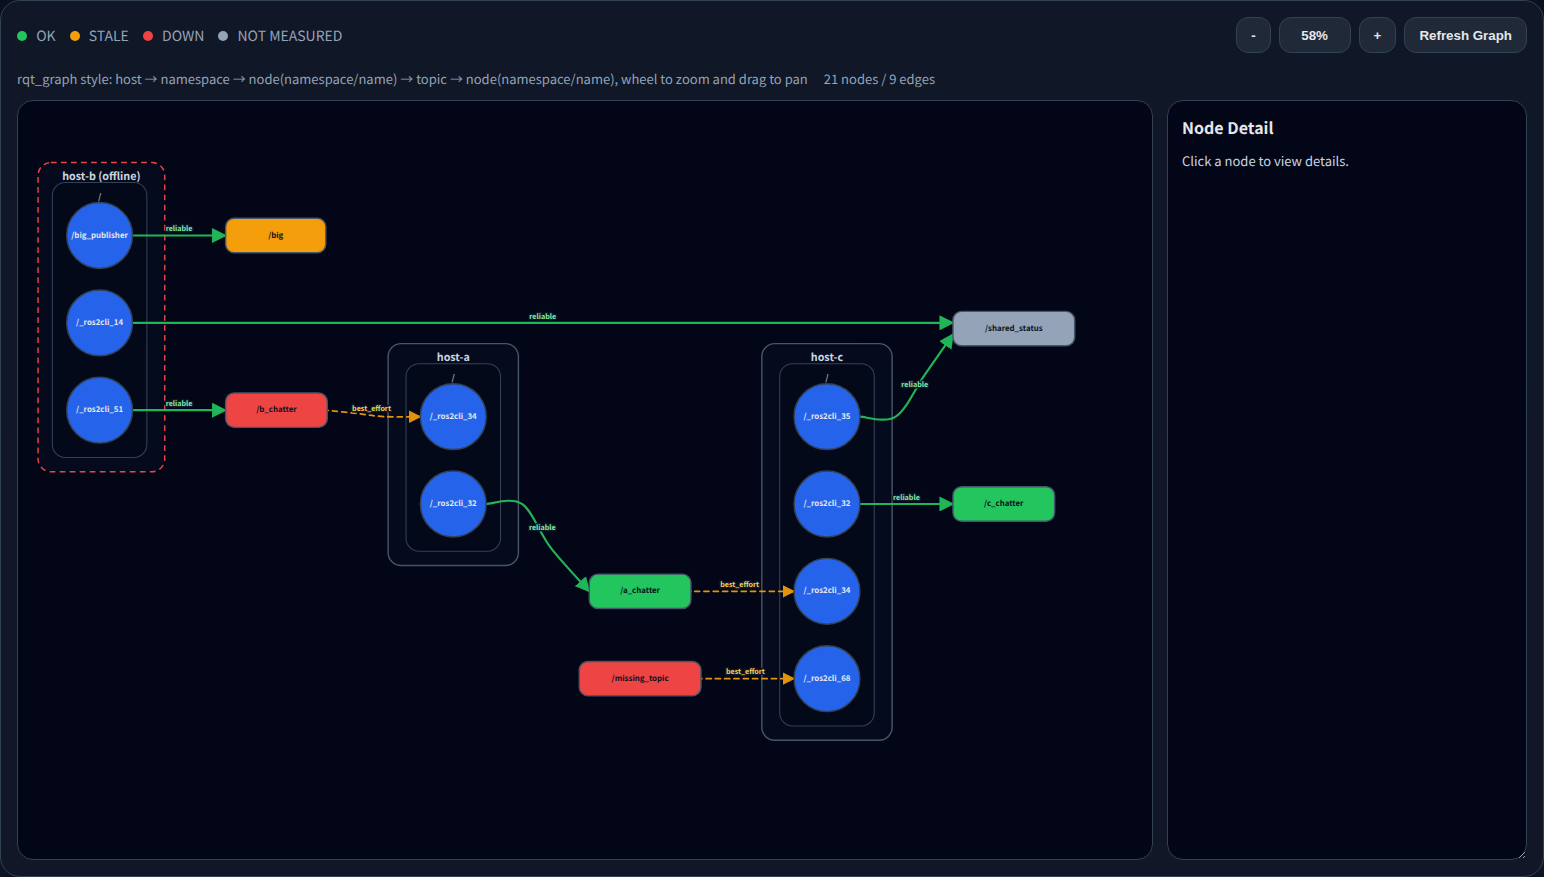 OK STALE DOWN NOT MEASURED
- 58% + Refresh Graph
rqt_graph style: host → namespace → node(namespace/name) → topic → node(namespace/name), wheel to zoom and drag to pan 21 nodes / 9 edges
Node Detail
Click a node to view details.
host-b (offline)
/
/big_publisher
reliable
/big
/_ros2cli_14
reliable
/shared_status
/_ros2cli_51
reliable
/b_chatter
best_effort
host-a
/
/_ros2cli_34
/_ros2cli_32
reliable
/a_chatter
best_effort
/missing_topic
best_effort
host-c
/
/_ros2cli_35
reliable
/_ros2cli_32
reliable
/c_chatter
/_ros2cli_34
/_ros2cli_68